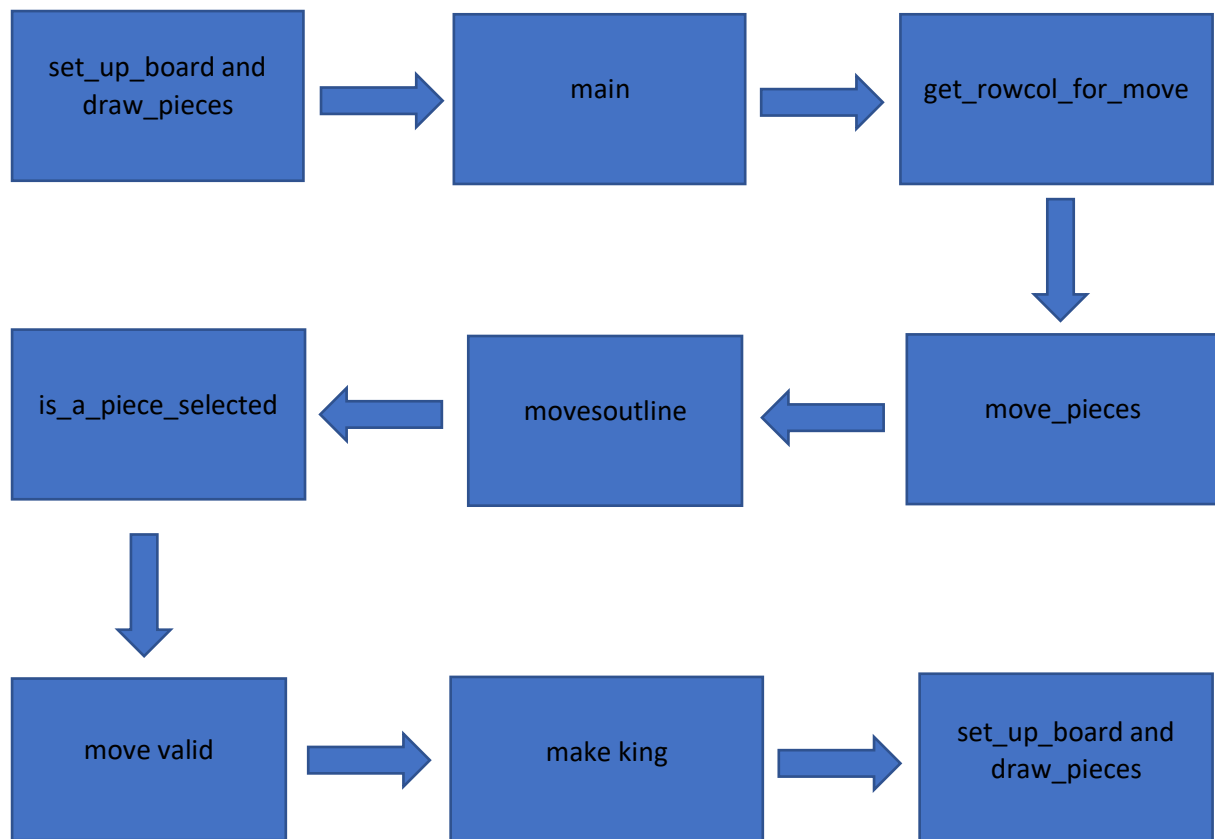 set_up_board and
draw_pieces
main
get_rowcol_for_move
is_a_piece_selected
movesoutline
move_pieces
move valid
make king
set_up_board and
draw_pieces